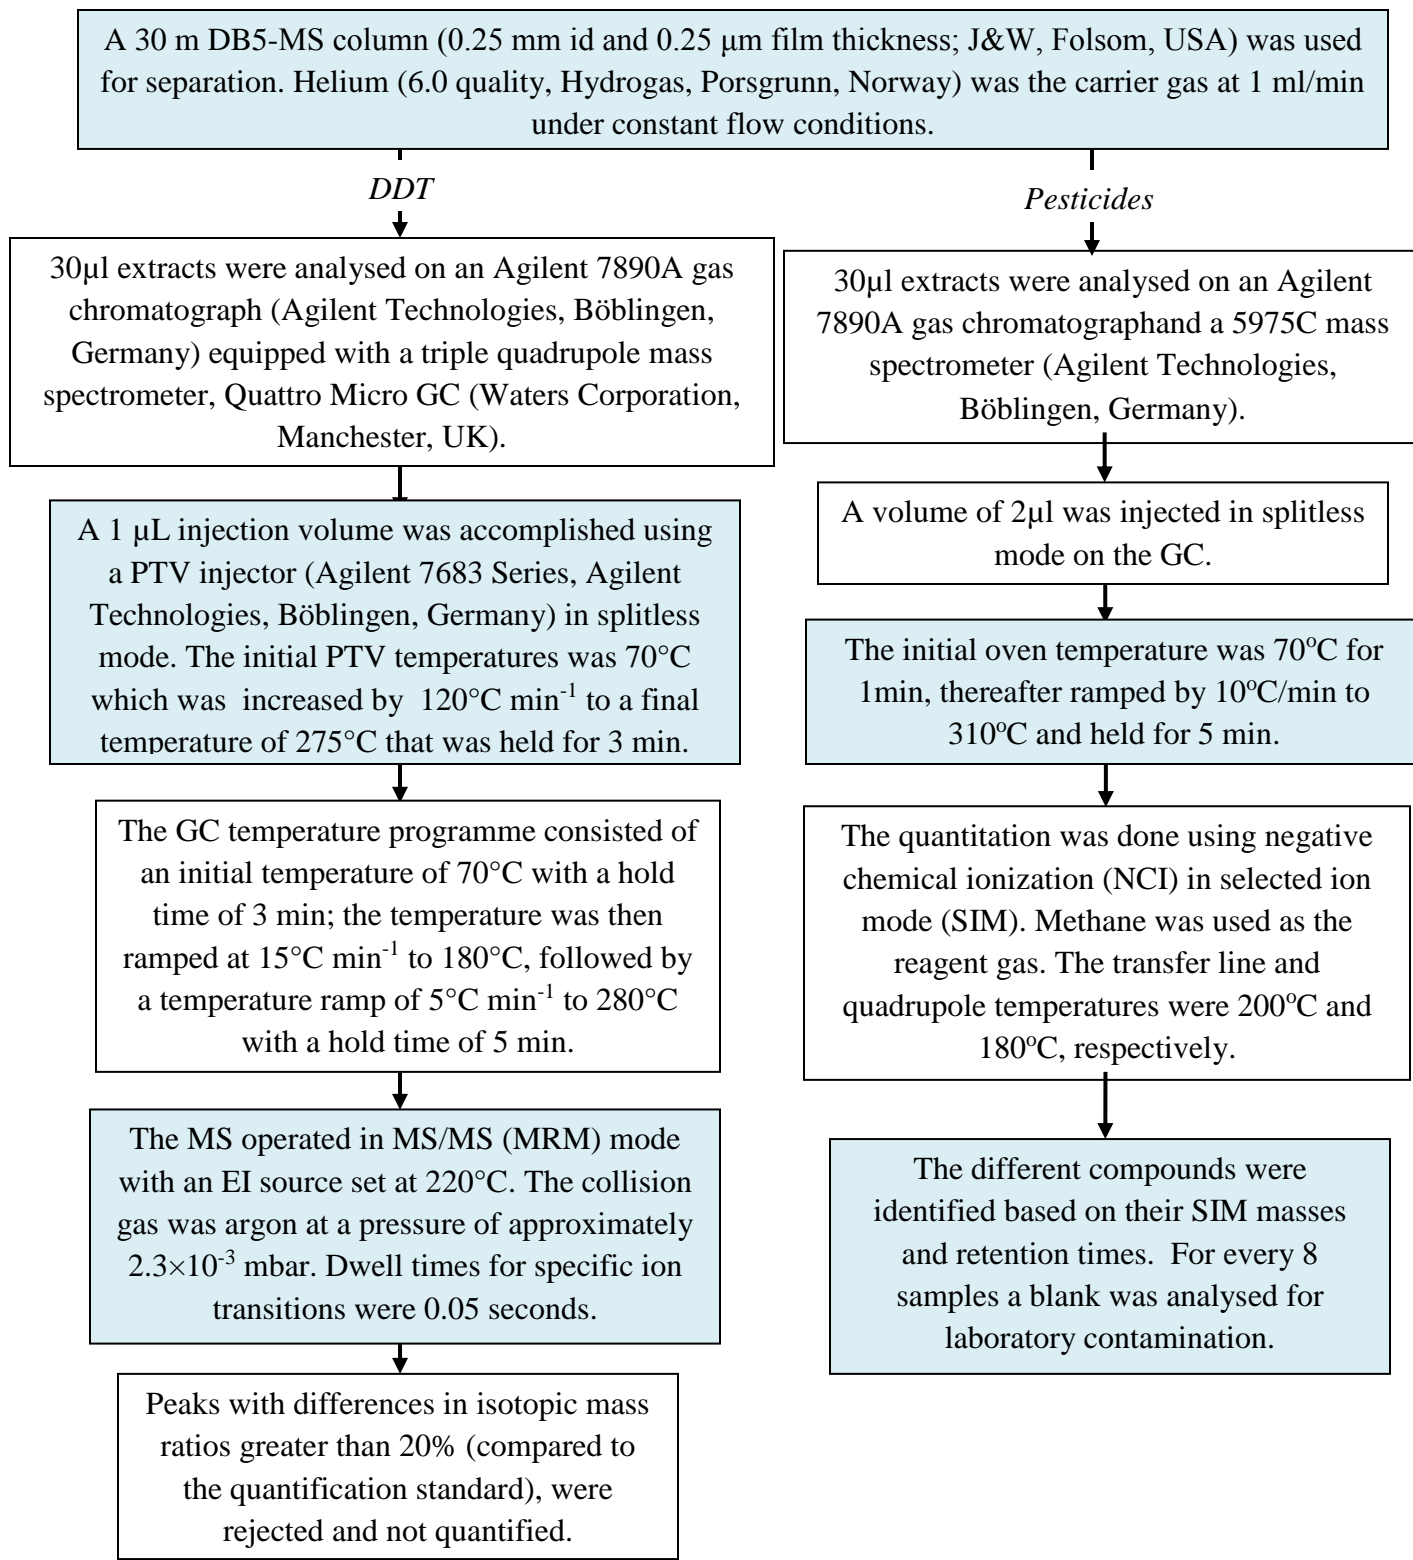 A 30 m DB5-MS column (0.25 mm id and 0.25 µm film thickness; J&W, Folsom, USA) was used
for separation. Helium (6.0 quality, Hydrogas, Porsgrunn, Norway) was the carrier gas at 1 ml/min
under constant flow conditions.
DDT
30µl extracts were analysed on an Agilent 7890A gas
chromatograph (Agilent Technologies, Böblingen,
Germany) equipped with a triple quadrupole mass
spectrometer, Quattro Micro GC (Waters Corporation,
Manchester, UK).
A 1 µL injection volume was accomplished using
a PTV injector (Agilent 7683 Series, Agilent
Technologies, Böblingen, Germany) in splitless
mode. The initial PTV temperatures was 70°C
which was  increased by  120°C min⁻¹ to a final
temperature of 275°C that was held for 3 min.
The GC temperature programme consisted of
an initial temperature of 70°C with a hold
time of 3 min; the temperature was then
ramped at 15°C min⁻¹ to 180°C, followed by
a temperature ramp of 5°C min⁻¹ to 280°C
with a hold time of 5 min.
The MS operated in MS/MS (MRM) mode
with an EI source set at 220°C. The collision
gas was argon at a pressure of approximately
2.3×10⁻³ mbar. Dwell times for specific ion
transitions were 0.05 seconds.
Peaks with differences in isotopic mass
ratios greater than 20% (compared to
the quantification standard), were
rejected and not quantified.
Pesticides
30µl extracts were analysed on an Agilent
7890A gas chromatographand a 5975C mass
spectrometer (Agilent Technologies,
Böblingen, Germany).
A volume of 2µl was injected in splitless
mode on the GC.
The initial oven temperature was 70ºC for
1min, thereafter ramped by 10ºC/min to
310ºC and held for 5 min.
The quantitation was done using negative
chemical ionization (NCI) in selected ion
mode (SIM). Methane was used as the
reagent gas. The transfer line and
quadrupole temperatures were 200ºC and
180ºC, respectively.
The different compounds were
identified based on their SIM masses
and retention times.  For every 8
samples a blank was analysed for
laboratory contamination.